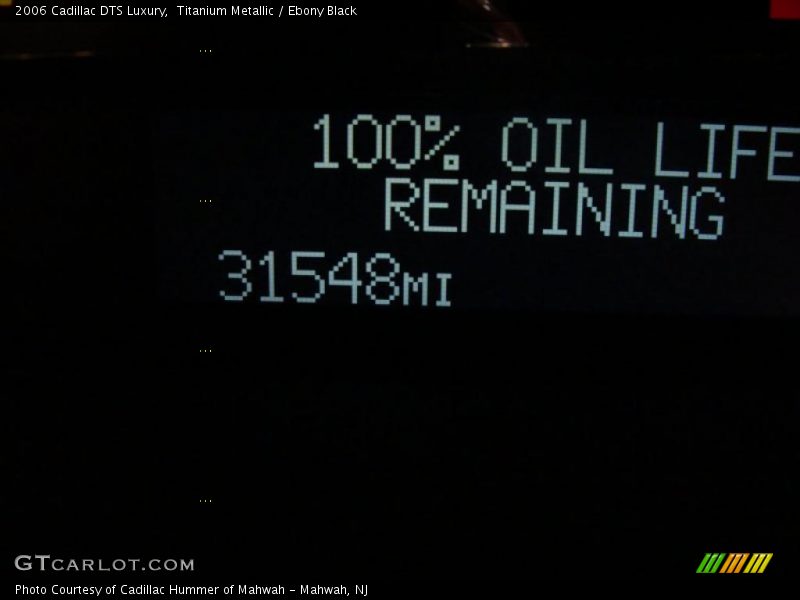 2006 Cadillac DTS Luxury,  Titanium Metallic / Ebony Black
...
100% OIL LIFE
...
REMAINING
31548MI
...
...
GTCARLOT.COM
Photo Courtesy of Cadillac Hummer of Mahwah - Mahwah, NJ